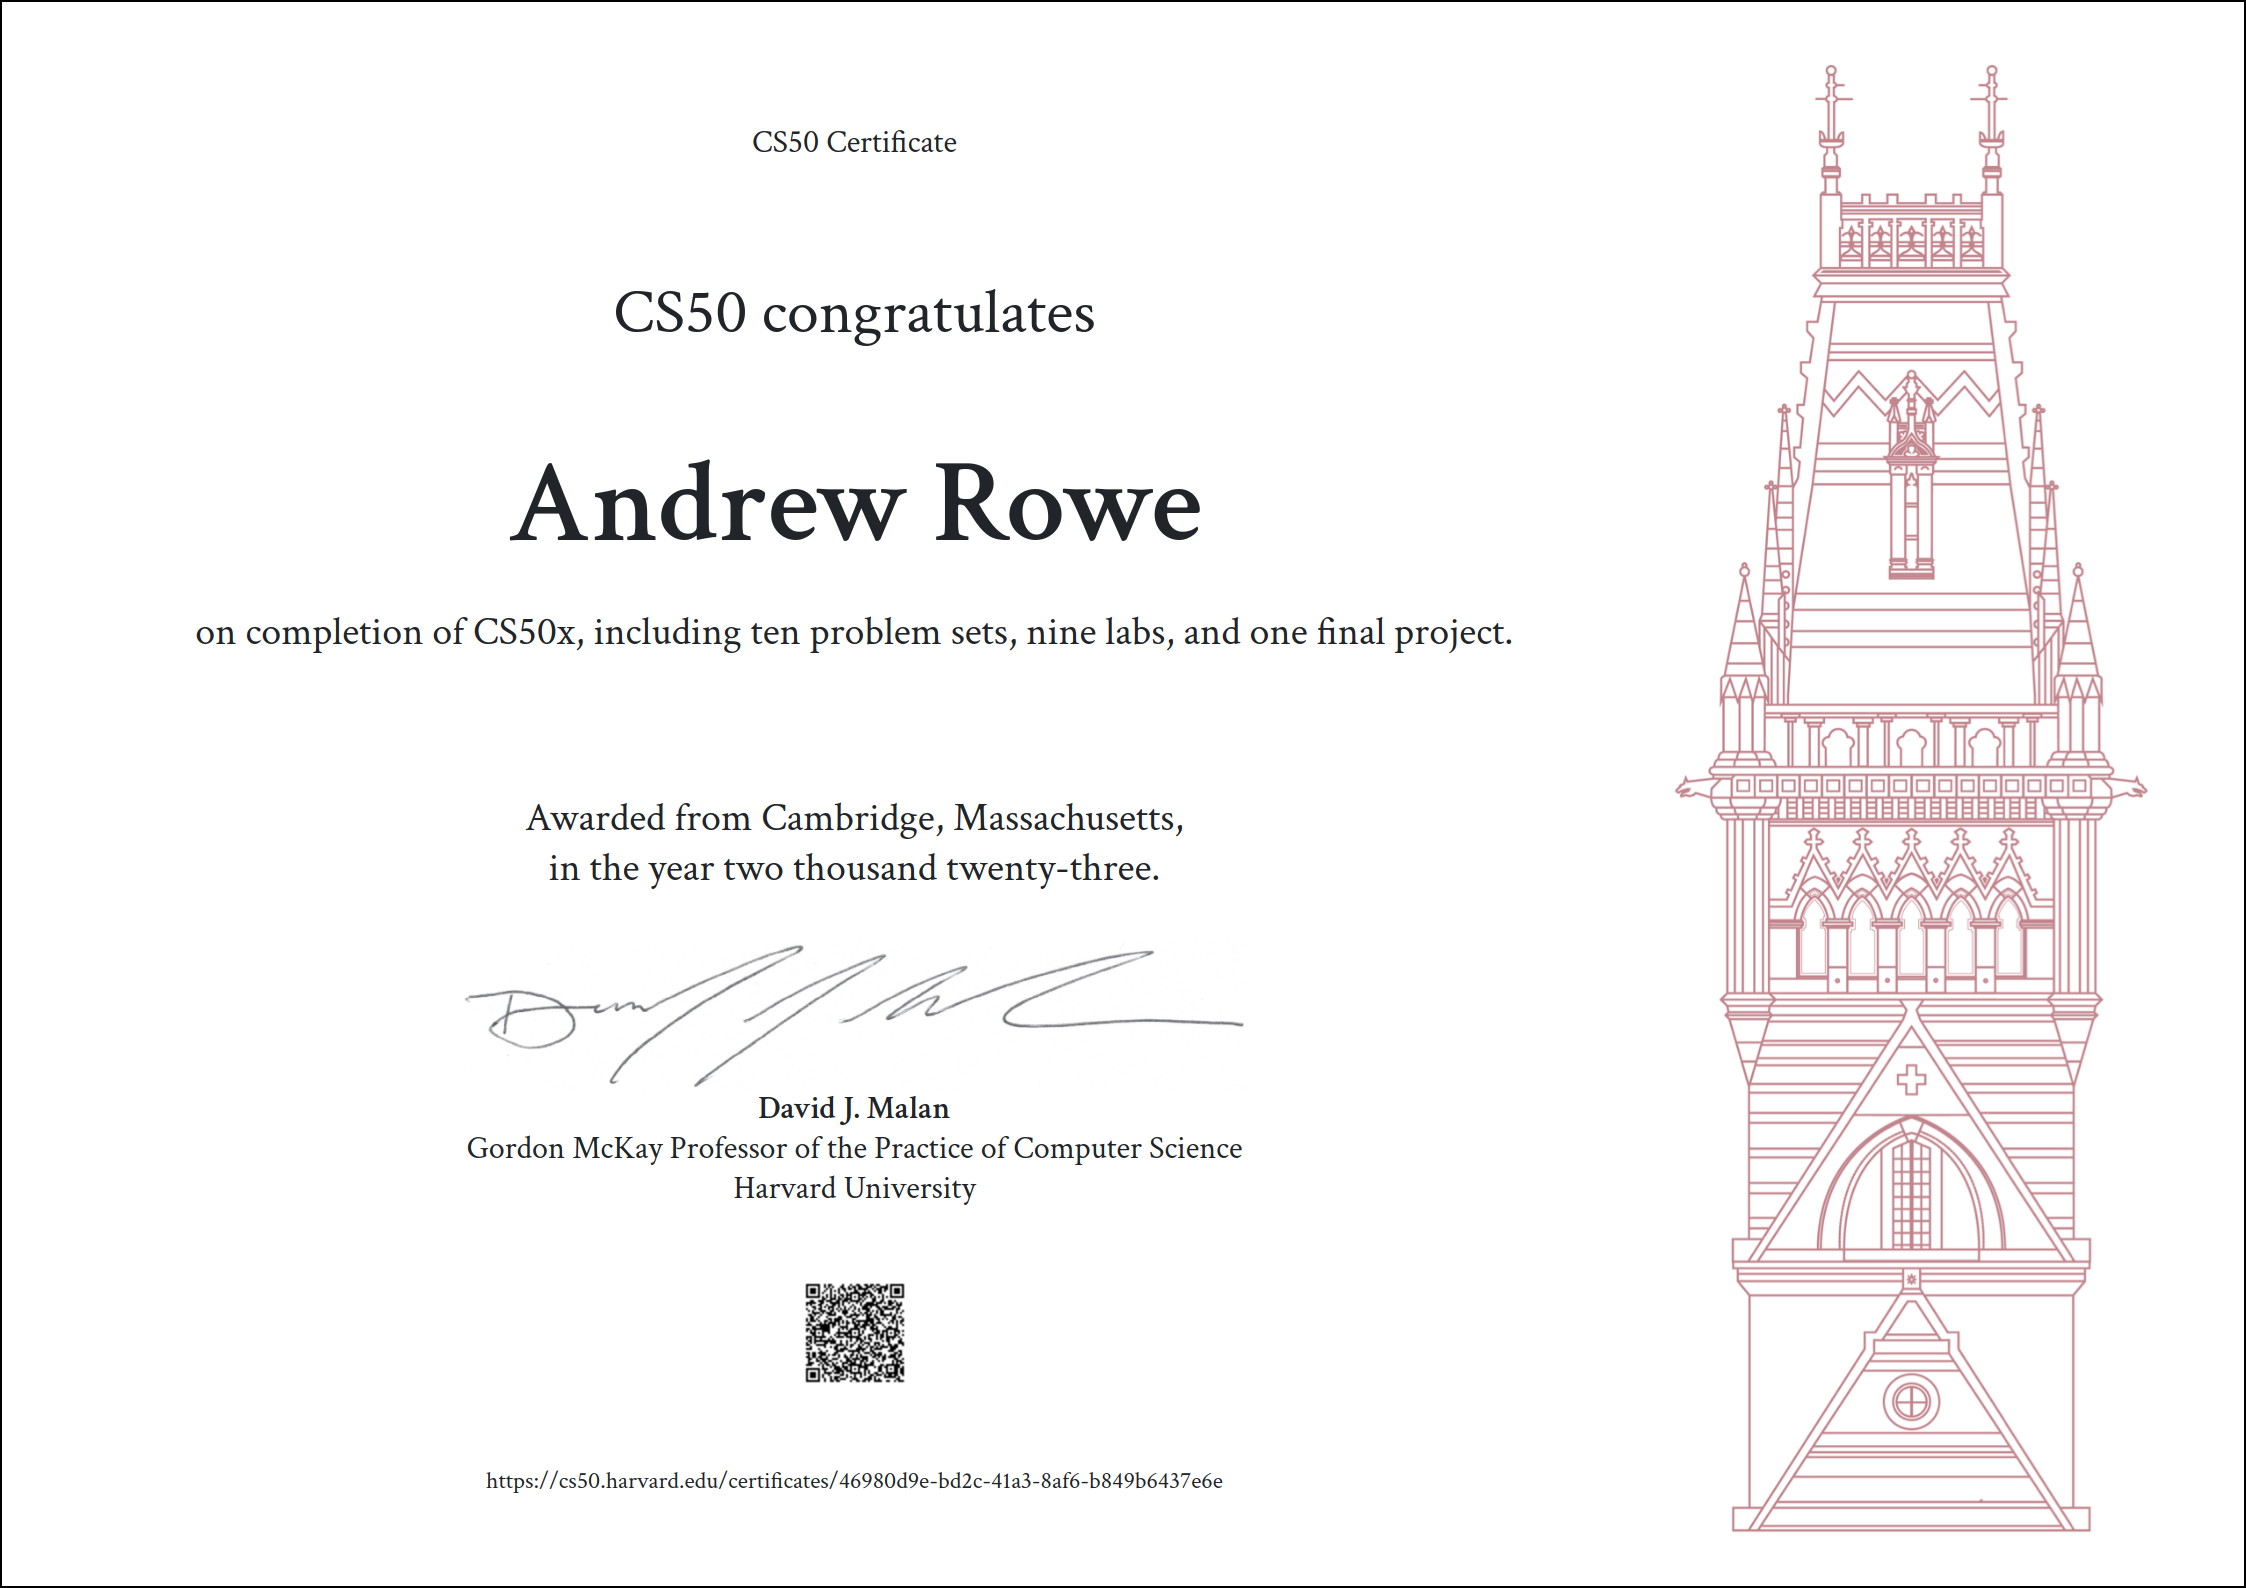 CS50 Certificate
CS50 congratulates
Andrew Rowe
on completion of CS50x, including ten problem sets, nine labs, and one final project.
Awarded from Cambridge, Massachusetts,
in the year two thousand twenty-three.
David J. Malan
Gordon McKay Professor of the Practice of Computer Science
Harvard University
https://cs50.harvard.edu/certificates/46980d9e-bd2c-41a3-8af6-b849b6437e6e